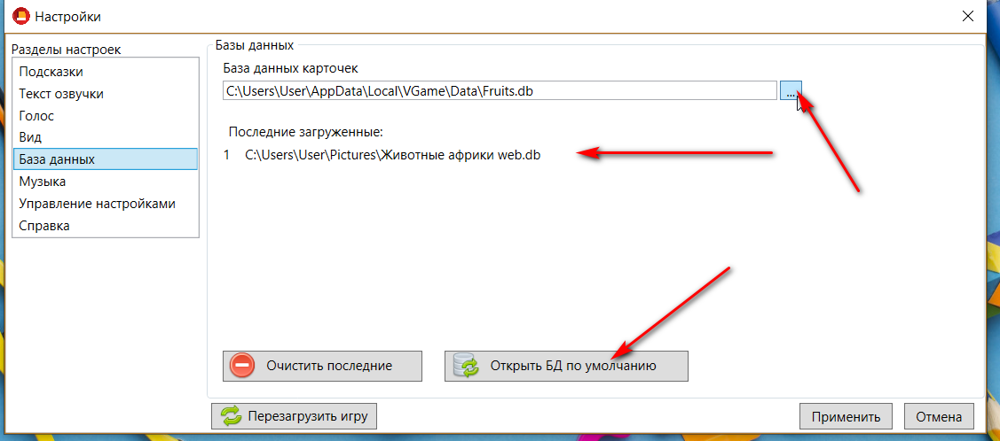 Настройки
Разделы настроек
Подсказки
Текст озвучки
Голос
Вид
База данных
Музыка
Управление настройками
Справка
Базы данных
База данных карточек
C:\Users\User\AppData\Local\VGame\Data\Fruits.db
...
Последние загруженные:
1 C:\Users\User\Pictures\Животные африки web.db
Очистить последние
Открыть БД по умолчанию
Перезагрузить игру
Применить
Отмена